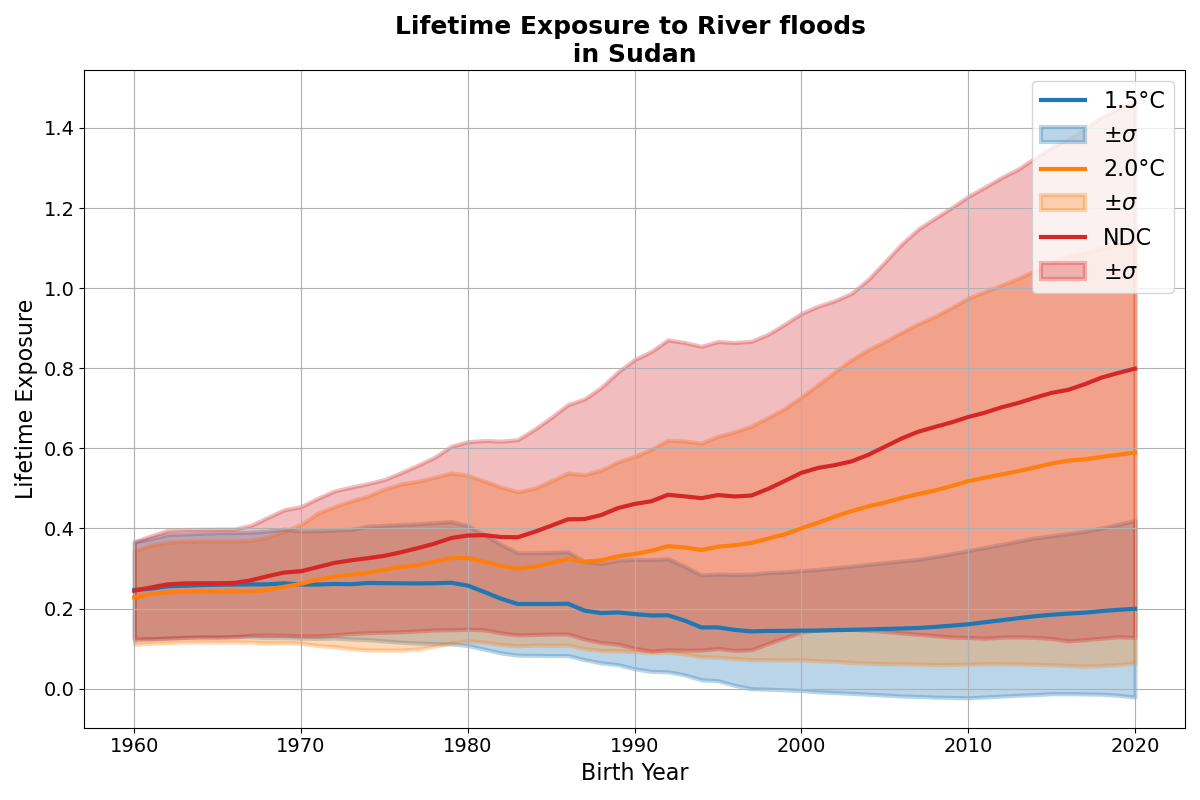 Lifetime Exposure to River floods
in Sudan
1.5°C
±σ
2.0°C
±σ
NDC
±σ
Lifetime Exposure
1.4
1.2
1.0
0.8
0.6
0.4
0.2
0.0
1960 1970 1980 1990 2000 2010 2020
Birth Year